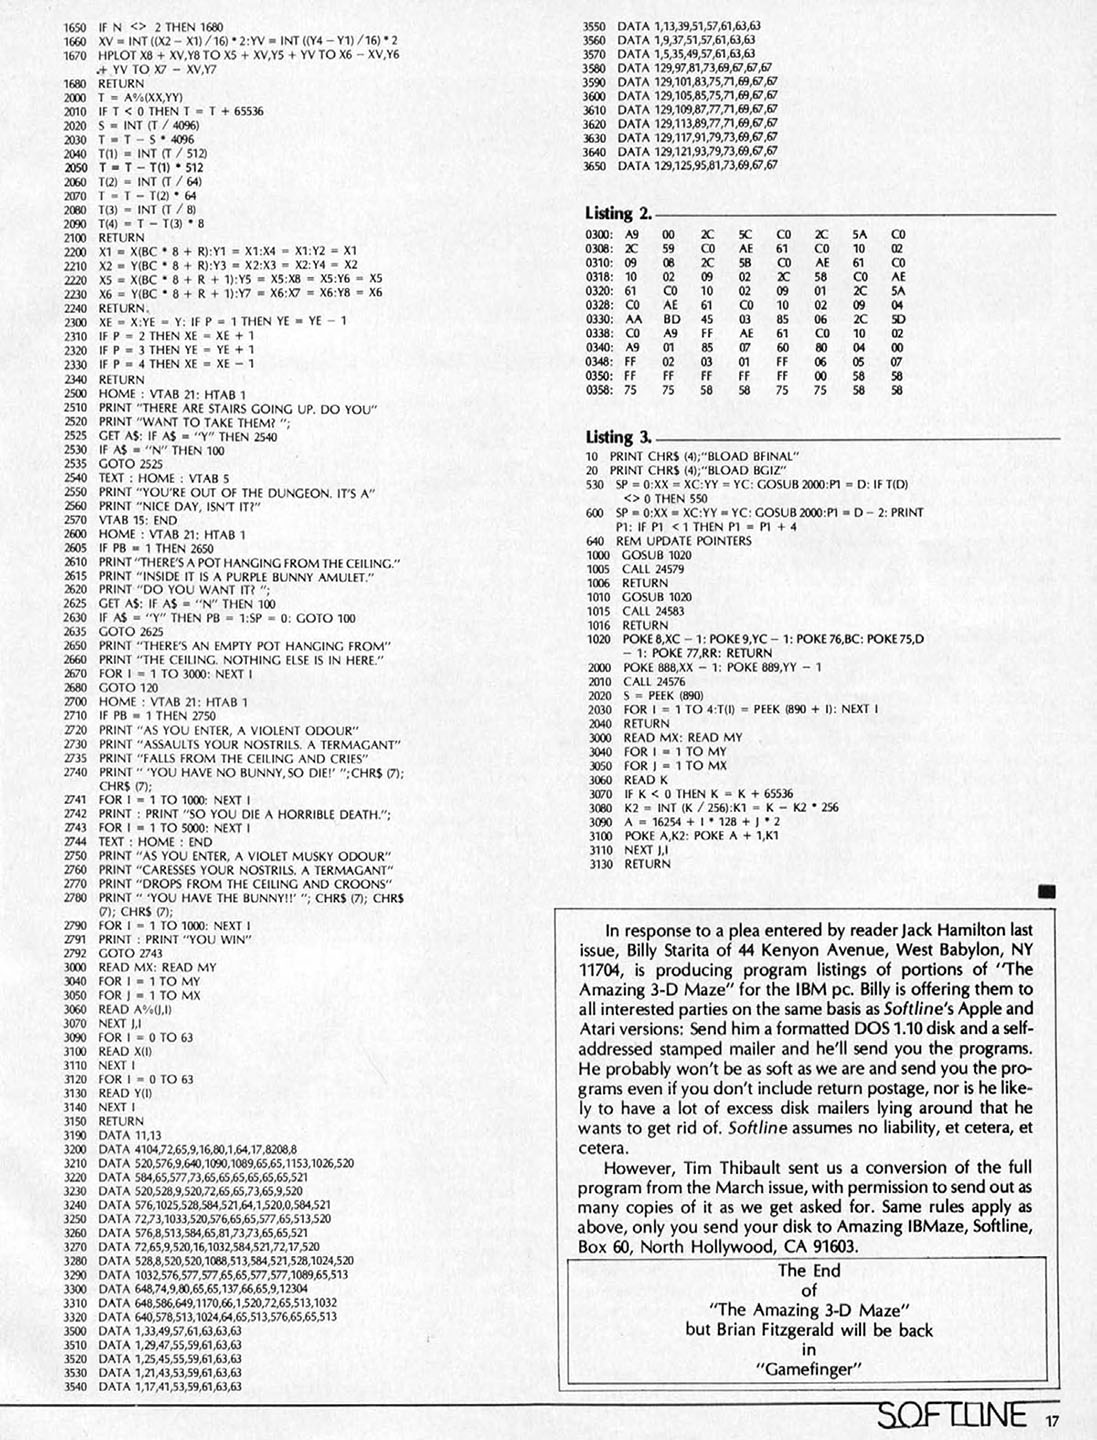 1650 IF N <> 2 THEN 1680
1660 XV = INT ((X2 − X1) / 16) * 2:YV = INT ((Y4 − Y1) / 16) * 2
1670 HPLOT X8 + XV,Y8 TO X5 + XV,Y5 + YV TO X6 − XV,Y6
+ YV TO X7 − XV,Y7
1680 RETURN
2000 T = A%(XX,YY)
2010 IF T < 0 THEN T = T + 65536
2020 S = INT (T / 4096)
2030 T = T − S * 4096
2040 T(1) = INT (T / 512)
2050 T = T − T(1) * 512
2060 T(2) = INT (T / 64)
2070 T = T − T(2) * 64
2080 T(3) = INT (T / 8)
2090 T(4) = T − T(3) * 8
2100 RETURN
2200 X1 = X(BC * 8 + R):Y1 = X1:X4 = X1:Y2 = X1
2210 X2 = Y(BC * 8 + R):Y3 = X2:X3 = X2:Y4 = X2
2220 X5 = X(BC * 8 + R + 1):Y5 = X5:X8 = X5:Y6 = X5
2230 X6 = Y(BC * 8 + R + 1):Y7 = X6:X7 = X6:Y8 = X6
2240 RETURN
2300 XE = X:YE = Y: IF P = 1 THEN YE = YE − 1
2310 IF P = 2 THEN XE = XE + 1
2320 IF P = 3 THEN YE = YE + 1
2330 IF P = 4 THEN XE = XE − 1
2340 RETURN
2500 HOME : VTAB 21: HTAB 1
2510 PRINT "THERE ARE STAIRS GOING UP. DO YOU"
2520 PRINT "WANT TO TAKE THEM? ";
2525 GET A$: IF A$ = "Y" THEN 2540
2530 IF A$ = "N" THEN 100
2535 GOTO 2525
2540 TEXT : HOME : VTAB 5
2550 PRINT "YOU'RE OUT OF THE DUNGEON. IT'S A"
2560 PRINT "NICE DAY, ISN'T IT?"
2570 VTAB 15: END
2600 HOME : VTAB 21: HTAB 1
2605 IF PB = 1 THEN 2650
2610 PRINT "THERE'S A POT HANGING FROM THE CEILING."
2615 PRINT "INSIDE IT IS A PURPLE BUNNY AMULET."
2620 PRINT "DO YOU WANT IT? ";
2625 GET A$: IF A$ = "N" THEN 100
2630 IF A$ = "Y" THEN PB = 1:SP = 0: GOTO 100
2635 GOTO 2625
2650 PRINT "THERE'S AN EMPTY POT HANGING FROM"
2660 PRINT "THE CEILING. NOTHING ELSE IS IN HERE."
2670 FOR I = 1 TO 3000: NEXT I
2680 GOTO 120
2700 HOME : VTAB 21: HTAB 1
2710 IF PB = 1 THEN 2750
2720 PRINT "AS YOU ENTER, A VIOLENT ODOUR"
2730 PRINT "ASSAULTS YOUR NOSTRILS. A TERMAGANT"
2735 PRINT "FALLS FROM THE CEILING AND CRIES"
2740 PRINT " 'YOU HAVE NO BUNNY, SO DIE!' ";CHR$ (7);
CHR$ (7);
2741 FOR I = 1 TO 1000: NEXT I
2742 PRINT : PRINT "SO YOU DIE A HORRIBLE DEATH.";
2743 FOR I = 1 TO 5000: NEXT I
2744 TEXT : HOME : END
2750 PRINT "AS YOU ENTER, A VIOLET MUSKY ODOUR"
2760 PRINT "CARESSES YOUR NOSTRILS. A TERMAGANT"
2770 PRINT "DROPS FROM THE CEILING AND CROONS"
2780 PRINT " 'YOU HAVE THE BUNNY!!' "; CHR$ (7); CHR$
(7); CHR$ (7);
2790 FOR I = 1 TO 1000: NEXT I
2791 PRINT : PRINT "YOU WIN"
2792 GOTO 2743
3000 READ MX: READ MY
3040 FOR I = 1 TO MY
3050 FOR J = 1 TO MX
3060 READ A%(J,I)
3070 NEXT J,I
3090 FOR I = 0 TO 63
3100 READ X(I)
3110 NEXT I
3120 FOR I = 0 TO 63
3130 READ Y(I)
3140 NEXT I
3150 RETURN
3190 DATA 11,13
3200 DATA 4104,72,65,9,16,80,1,64,17,8208,8
3210 DATA 520,576,9,640,1090,1089,65,65,1153,1026,520
3220 DATA 584,65,577,73,65,65,65,65,65,65,521
3230 DATA 520,528,9,520,72,65,65,73,65,9,520
3240 DATA 576,1025,528,584,521,64,1,520,0,584,521
3250 DATA 72,73,1033,520,576,65,65,577,65,513,520
3260 DATA 576,8,513,584,65,81,73,73,65,65,521
3270 DATA 72,65,9,520,16,1032,584,521,72,17,520
3280 DATA 528,8,520,520,1088,513,584,521,528,1024,520
3290 DATA 1032,576,577,577,65,65,577,577,1089,65,513
3300 DATA 648,74,9,80,65,65,137,66,65,9,12304
3310 DATA 648,586,649,1170,66,1,520,72,65,513,1032
3320 DATA 640,578,513,1024,64,65,513,576,65,65,513
3500 DATA 1,33,49,57,61,63,63,63
3510 DATA 1,29,47,55,59,61,63,63
3520 DATA 1,25,45,55,59,61,63,63
3530 DATA 1,21,43,53,59,61,63,63
3540 DATA 1,17,41,53,59,61,63,63
3550 DATA 1,13,39,51,57,61,63,63
3560 DATA 1,9,37,51,57,61,63,63
3570 DATA 1,5,35,49,57,61,63,63
3580 DATA 129,97,81,73,69,67,67,67
3590 DATA 129,101,83,75,71,69,67,67
3600 DATA 129,105,85,75,71,69,67,67
3610 DATA 129,109,87,77,71,69,67,67
3620 DATA 129,113,89,77,71,69,67,67
3630 DATA 129,117,91,79,73,69,67,67
3640 DATA 129,121,93,79,73,69,67,67
3650 DATA 129,125,95,81,73,69,67,67
Listing 2.
0300: A9 00 2C 5C C0 2C 5A C0
0308: 2C 59 C0 AE 61 C0 10 02
0310: 09 08 2C 5B C0 AE 61 C0
0318: 10 02 09 02 2C 58 C0 AE
0320: 61 C0 10 02 09 01 2C 5A
0328: C0 AE 61 C0 10 02 09 04
0330: AA BD 45 03 85 06 2C 5D
0338: C0 A9 FF AE 61 C0 10 02
0340: A9 01 85 07 60 80 04 00
0348: FF 02 03 01 FF 06 05 07
0350: FF FF FF FF FF 00 58 58
0358: 75 75 58 58 75 75 58 58
Listing 3.
10 PRINT CHR$ (4);"BLOAD BFINAL"
20 PRINT CHR$ (4);"BLOAD BGIZ"
530 SP = 0:XX = XC:YY = YC: GOSUB 2000:P1 = D: IF T(D)
<> 0 THEN 550
600 SP = 0:XX = XC:YY = YC: GOSUB 2000:P1 = D − 2: PRINT
P1: IF P1 < 1 THEN P1 = P1 + 4
640 REM UPDATE POINTERS
1000 GOSUB 1020
1005 CALL 24579
1006 RETURN
1010 GOSUB 1020
1015 CALL 24583
1016 RETURN
1020 POKE 8,XC − 1: POKE 9,YC − 1: POKE 76,BC: POKE 75,D
− 1: POKE 77,RR: RETURN
2000 POKE 888,XX − 1: POKE 889,YY − 1
2010 CALL 24576
2020 S = PEEK (890)
2030 FOR I = 1 TO 4:T(I) = PEEK (890 + I): NEXT I
2040 RETURN
3000 READ MX: READ MY
3040 FOR I = 1 TO MY
3050 FOR J = 1 TO MX
3060 READ K
3070 IF K < 0 THEN K = K + 65536
3080 K2 = INT (K / 256):K1 = K − K2 * 256
3090 A = 16254 + I * 128 + J * 2
3100 POKE A,K2: POKE A + 1,K1
3110 NEXT J,I
3130 RETURN
In response to a plea entered by reader Jack Hamilton last
issue, Billy Starita of 44 Kenyon Avenue, West Babylon, NY
11704, is producing program listings of portions of "The
Amazing 3-D Maze" for the IBM pc. Billy is offering them to
all interested parties on the same basis as Softline's Apple and
Atari versions: Send him a formatted DOS 1.10 disk and a self-
addressed stamped mailer and he'll send you the programs.
He probably won't be as soft as we are and send you the pro-
grams even if you don't include return postage, nor is he like-
ly to have a lot of excess disk mailers lying around that he
wants to get rid of. Softline assumes no liability, et cetera, et
cetera.
However, Tim Thibault sent us a conversion of the full
program from the March issue, with permission to send out as
many copies of it as we get asked for. Same rules apply as
above, only you send your disk to Amazing IBMaze, Softline,
Box 60, North Hollywood, CA 91603.
The End
of
"The Amazing 3-D Maze"
but Brian Fitzgerald will be back
in
"Gamefinger"
SOFTLINE 17